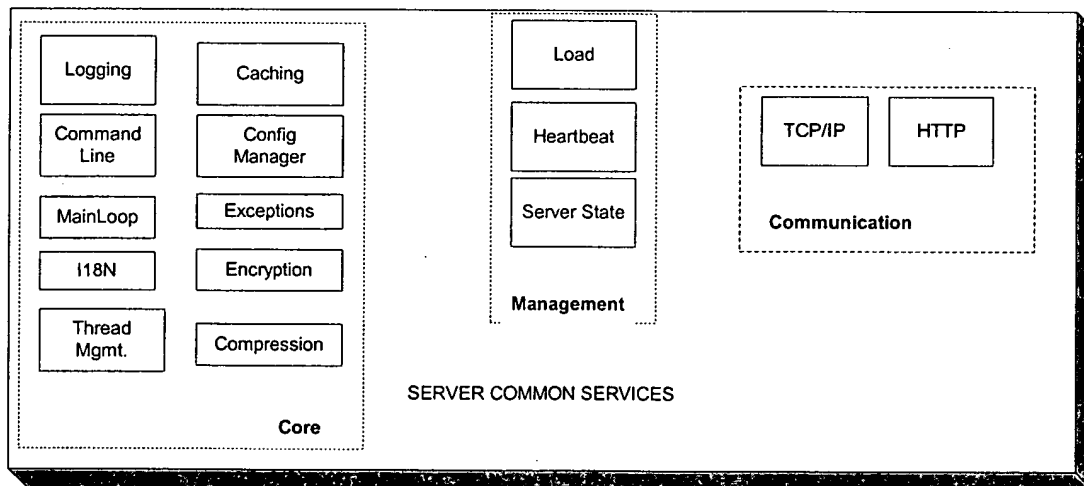 Logging
Caching
Command
Line
Config
Manager
MainLoop
Exceptions
I18N
Encryption
Thread
Mgmt.
Compression
Core
Load
Heartbeat
Server State
Management
TCP/IP
HTTP
Communication
SERVER COMMON SERVICES